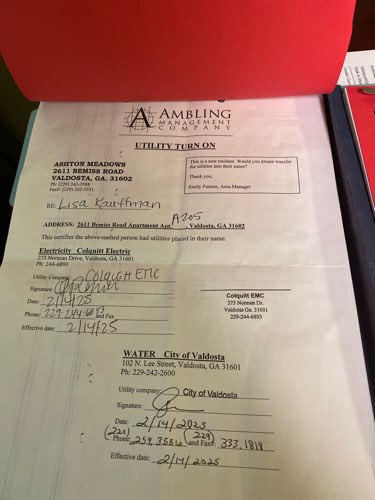 AMBLING
MANAGEMENT
COMPANY
UTILITY TURN ON
ASHTON MEADOWS
2611 BEMISS ROAD
VALDOSTA, GA. 31602
Ph: (229) 242-3388
Fax#: (229) 242-3551
This is a new resident. Would you please transfer
the utilities into their name?
Thank you,
Emily Farmer, Area Manager
RE: Lisa Kauffman
ADDRESS: 2611 Bemiss Road Apartment Apt. A205, Valdosta, GA 31602
This certifies the above-named person had utilities placed in their name.
Electricity Colquitt Electric
273 Norman Drive, Valdosta, GA 31601
Ph: 244-6893
Utility Company: COLQUITT EMC
Signature:
Date: 2/14/25
Phone: 229-244-6893 and Fax
Effective date: 2/14/25
Colquitt EMC
273 Norman Dr.
Valdosta Ga. 31601
229-244-6893
WATER City of Valdosta
102 N. Lee Street, Valdosta, GA 31601
Ph- 229-242-2600
Utility company: City of Valdosta
Signature:
Date: 2/14/2025
Phone: (229) 259.3556 and Fax#: (229) 333.1818
Effective date: 2/14/2025